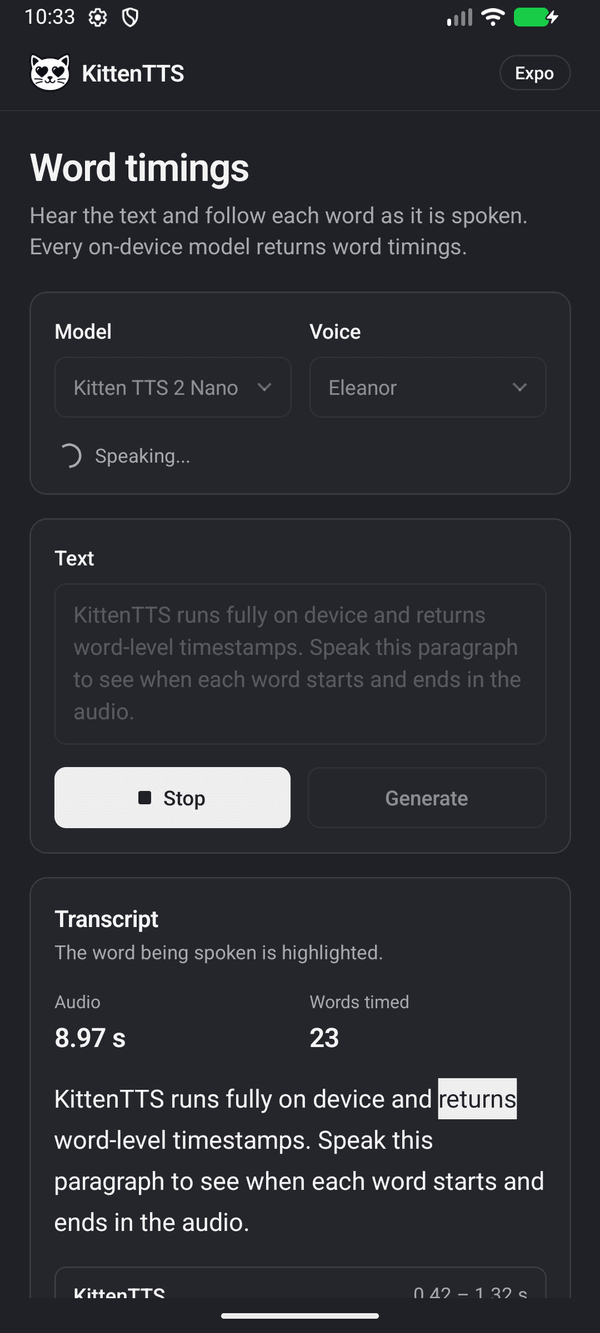 10:33
KittenTTS
Expo
Word timings
Hear the text and follow each word as it is spoken.
Every on-device model returns word timings.
Model
Voice
Kitten TTS 2 Nano
Eleanor
Speaking...
Text
KittenTTS runs fully on device and returns
word-level timestamps. Speak this paragraph
to see when each word starts and ends in the
audio.
Stop
Generate
Transcript
The word being spoken is highlighted.
Audio
Words timed
8.97 s
23
KittenTTS runs fully on device and returns
word-level timestamps. Speak this
paragraph to see when each word starts and
ends in the audio.
KittenTTS
0.42 – 1.32 s